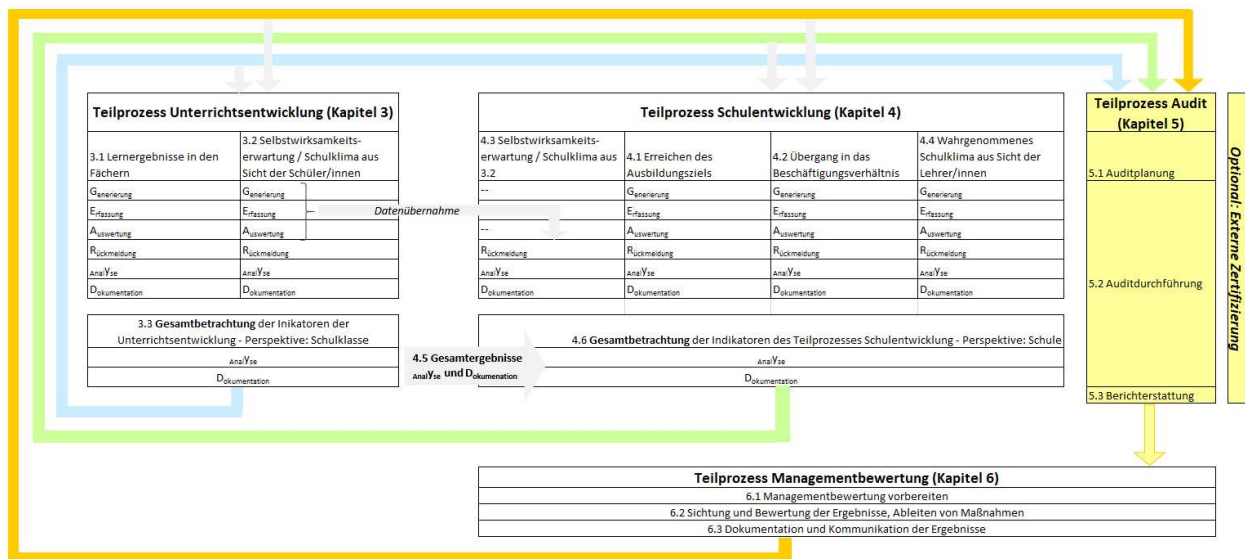 Teilprozess Unterrichtsentwicklung (Kapitel 3)
3.1 Lernergebnisse in den
Fächern
3.2 Selbstwirksamkeits-
erwartung / Schulklima aus
Sicht der Schüler/innen
Generierung
Generierung
Erfassung
Erfassung
Auswertung
Auswertung
Rückmeldung
Rückmeldung
Analyse
Analyse
Dokumentation
Dokumentation
Datenübernahme
3.3 Gesamtbetrachtung der Inikatoren der
Unterrichtsentwicklung - Perspektive: Schulklasse
Analyse
Dokumentation
4.5 Gesamtergebnisse
Analyse und Dokumenation
Teilprozess Schulentwicklung (Kapitel 4)
4.3 Selbstwirksamkeits-
erwartung / Schulklima aus
3.2
4.1 Erreichen des
Ausbildungsziels
4.2 Übergang in das
Beschäftigungsverhältnis
4.4 Wahrgenommenes
Schulklima aus Sicht der
Lehrer/innen
--
Generierung
Generierung
Generierung
Erfassung
Erfassung
Erfassung
--
Auswertung
Auswertung
Auswertung
Rückmeldung
Rückmeldung
Rückmeldung
Rückmeldung
Analyse
Analyse
Analyse
Analyse
Dokumentation
Dokumentation
Dokumentation
Dokumentation
4.6 Gesamtbetrachtung der Indikatoren des Teilprozesses Schulentwicklung - Perspektive: Schule
Analyse
Dokumentation
Teilprozess Audit
(Kapitel 5)
5.1 Auditplanung
5.2 Auditdurchführung
5.3 Berichterstattung
Optional: Externe Zertifizierung
Teilprozess Managementbewertung (Kapitel 6)
6.1 Managementbewertung vorbereiten
6.2 Sichtung und Bewertung der Ergebnisse, Ableiten von Maßnahmen
6.3 Dokumentation und Kommunikation der Ergebnisse